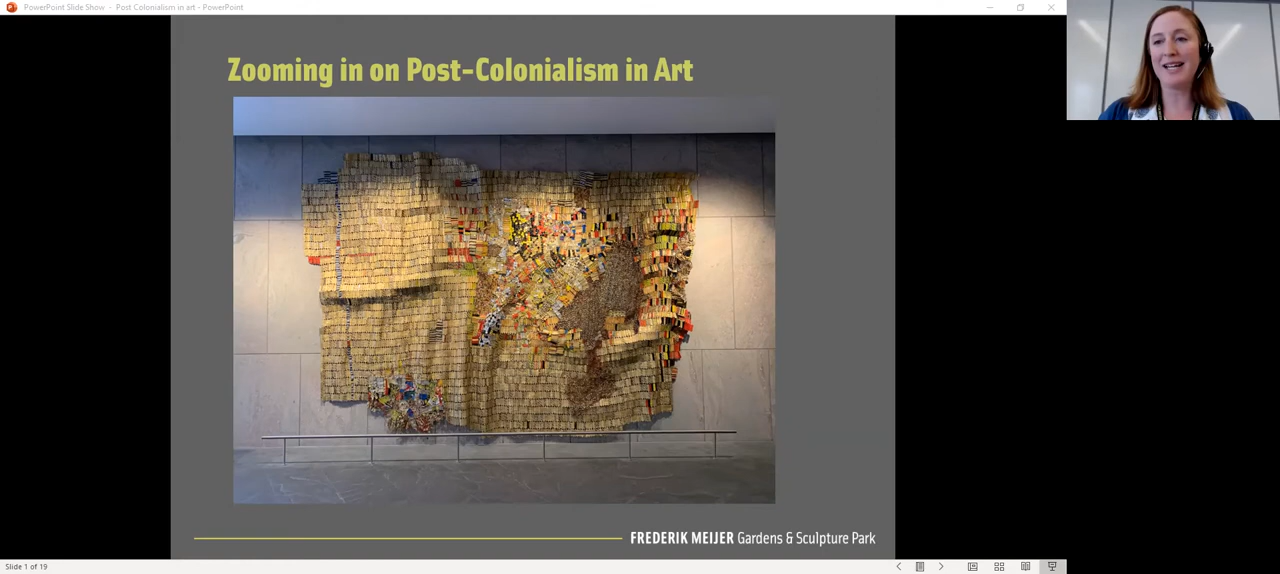 PowerPoint Slide Show - Post Colonialism in art - PowerPoint
Zooming in on Post-Colonialism in Art
FREDERIK MEIJER Gardens & Sculpture Park
Slide 1 of 19